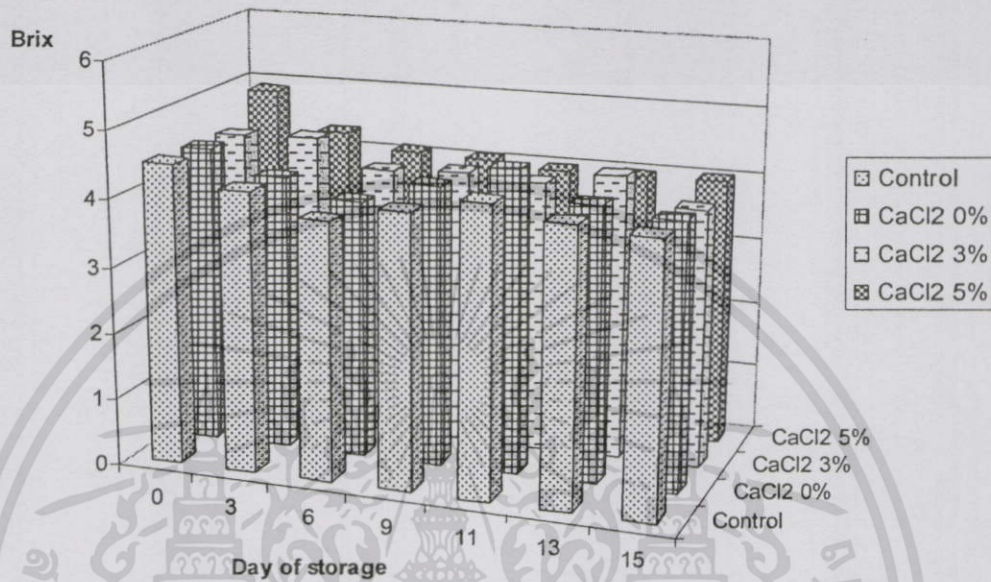 Brix
6
5
4
3
2
1
0
0
3
6
9
11
13
15
Day of storage
CaCl2 5%
CaCl2 3%
CaCl2 0%
Control
Control
CaCl2 0%
CaCl2 3%
CaCl2 5%